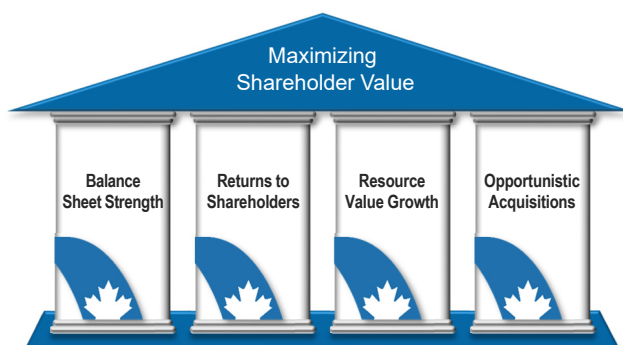 Maximizing
Shareholder Value
Balance
Sheet Strength
Returns to
Shareholders
Resource
Value Growth
Opportunistic
Acquisitions